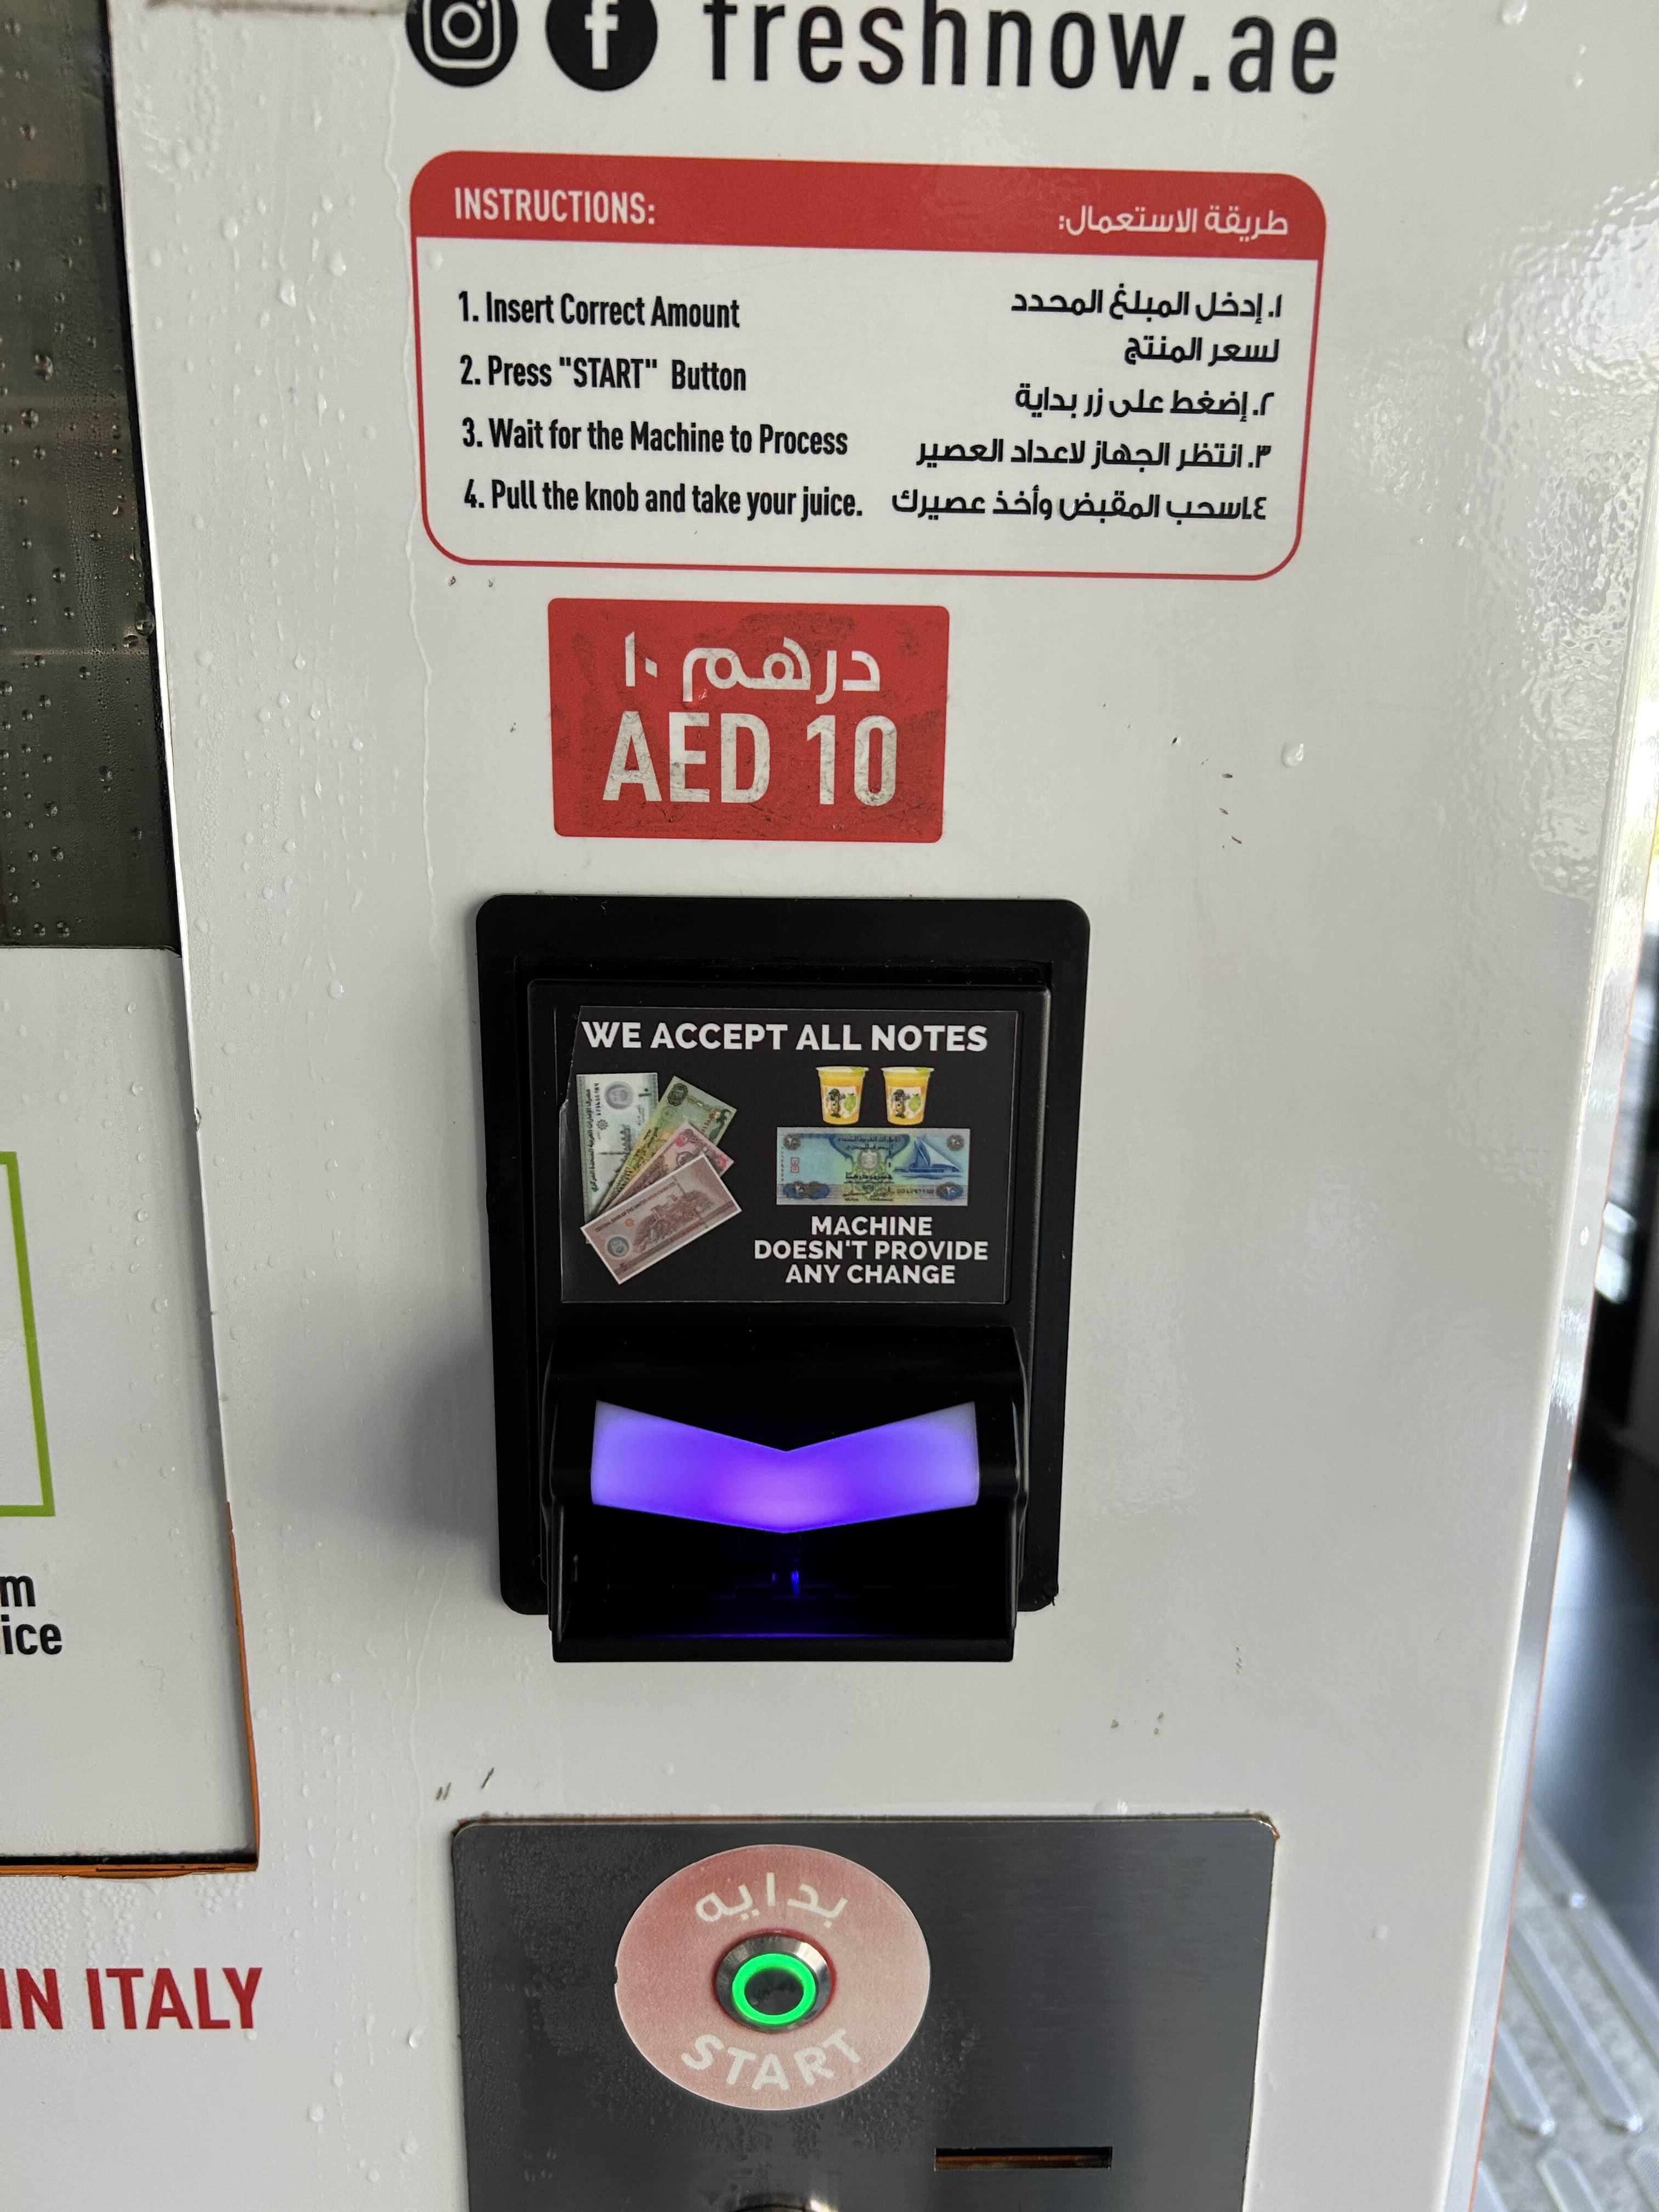 freshnow.ae
INSTRUCTIONS:
طريقة الاستعمال:
1. Insert Correct Amount
2. Press "START" Button
3. Wait for the Machine to Process
4. Pull the knob and take your juice.
١. إدخل المبلغ المحدد
لسعر المنتج
٢. إضغط على زر بداية
٣. انتظر الجهاز لاعداد العصير
٤.اسحب المقبض وأخذ عصيرك
درهم ١٠
AED 10
WE ACCEPT ALL NOTES
MACHINE
DOESN'T PROVIDE
ANY CHANGE
m
ice
IN ITALY
بدايه
START